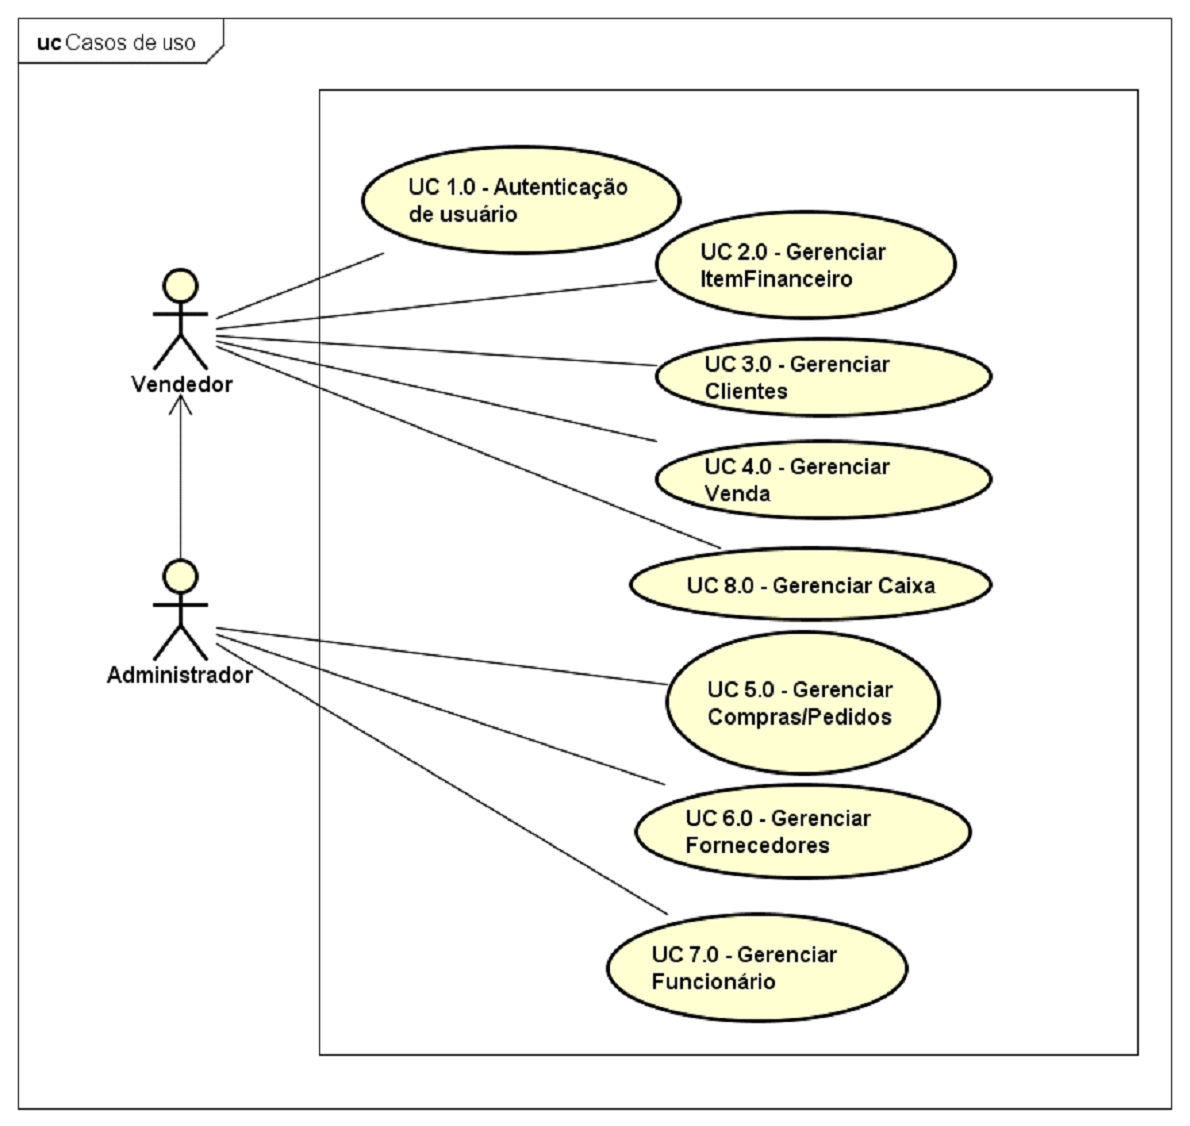 uc Casos de uso
UC 1.0 - Autenticação
de usuário
UC 2.0 - Gerenciar
ItemFinanceiro
UC 3.0 - Gerenciar
Clientes
Vendedor
UC 4.0 - Gerenciar
Venda
UC 8.0 - Gerenciar Caixa
Administrador
UC 5.0 - Gerenciar
Compras/Pedidos
UC 6.0 - Gerenciar
Fornecedores
UC 7.0 - Gerenciar
Funcionário